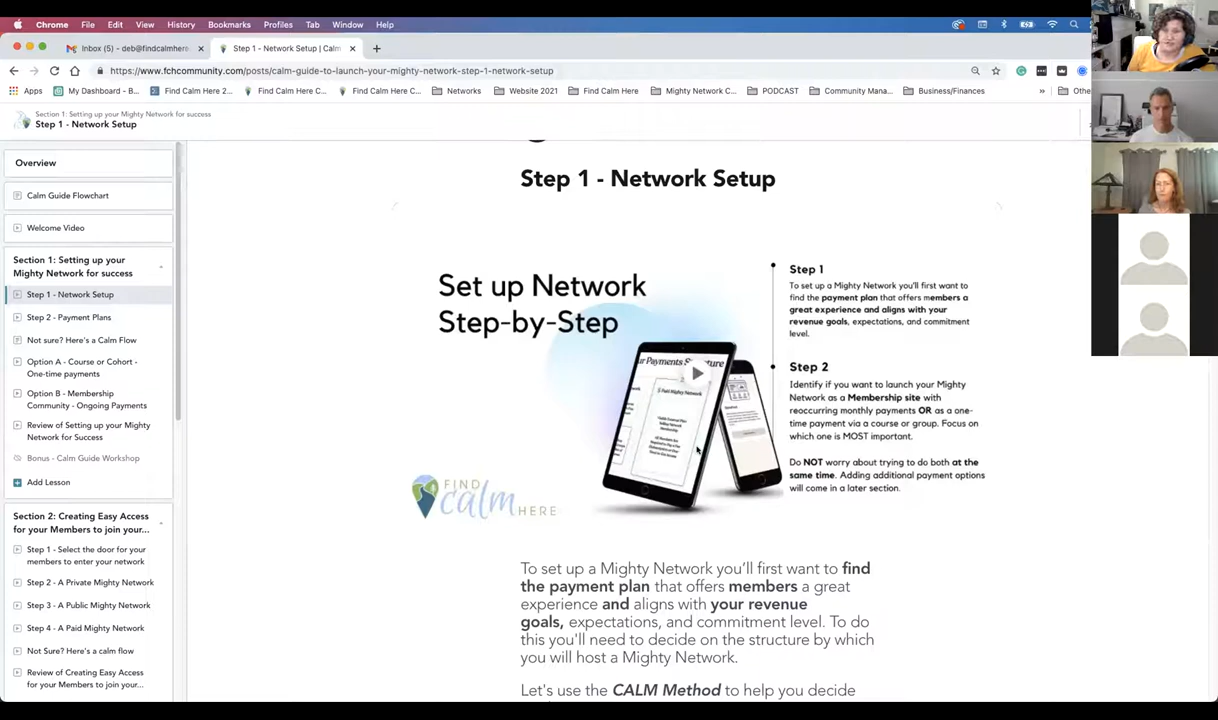 Chrome File Edit View History Bookmarks Profiles Tab Window Help
Inbox (5) - deb@findcalmhere
Step 1 - Network Setup | Calm
https://www.fchcommunity.com/posts/calm-guide-to-launch-your-mighty-network-step-1-network-setup
Apps My Dashboard - B... Find Calm Here 2... Find Calm Here C... Find Calm Here C... Networks Website 2021 Find Calm Here Mighty Network C... PODCAST Community Mana... Business/Finances » Othe
Section 1: Setting up your Mighty Network for success
Step 1 - Network Setup
Overview
Calm Guide Flowchart
Welcome Video
Section 1: Setting up your
Mighty Network for success
Step 1 - Network Setup
Step 2 - Payment Plans
Not sure? Here's a Calm Flow
Option A - Course or Cohort -
One-time payments
Option B - Membership
Community - Ongoing Payments
Review of Setting up your Mighty
Network for Success
Bonus - Calm Guide Workshop
Add Lesson
Section 2: Creating Easy Access
for your Members to join your...
Step 1 - Select the door for your
members to enter your network
Step 2 - A Private Mighty Network
Step 3 - A Public Mighty Network
Step 4 - A Paid Mighty Network
Not Sure? Here's a calm flow
Review of Creating Easy Access
for your Members to join your...
Step 1 - Network Setup
Set up Network
Step-by-Step
ur Payments Structure
FIND
calm HERE
Step 1
To set up a Mighty Network you'll first want to
find the payment plan that offers members a
great experience and aligns with your
revenue goals, expectations, and commitment
level.
Step 2
Identify if you want to launch your Mighty
Network as a Membership site with
reoccurring monthly payments OR as a one-
time payment via a course or group. Focus on
which one is MOST important.
Do NOT worry about trying to do both at the
same time. Adding additional payment options
will come in a later section.
To set up a Mighty Network you'll first want to find
the payment plan that offers members a great
experience and aligns with your revenue
goals, expectations, and commitment level. To do
this you'll need to decide on the structure by which
you will host a Mighty Network.
Let's use the CALM Method to help you decide